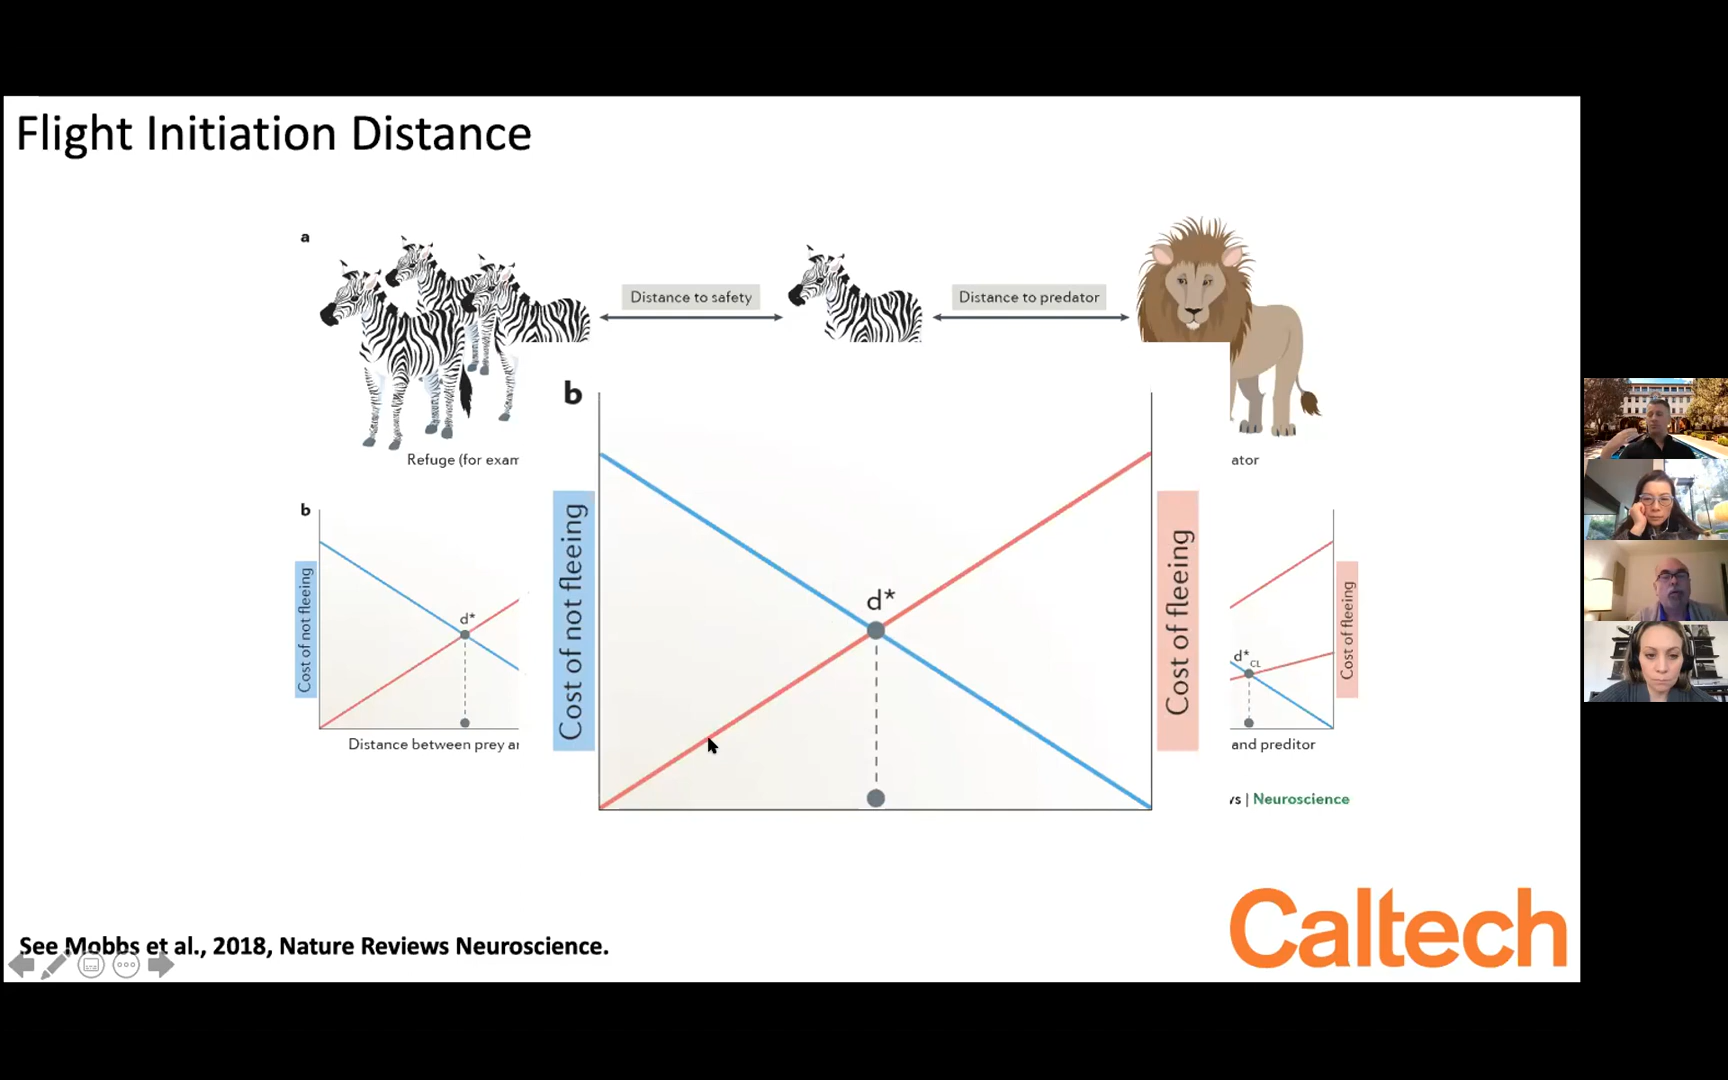 Flight Initiation Distance
a
Distance to safety
Distance to predator
Refuge (for exam
ator
b
Cost of not fleeing
d*
Cost of fleeing
b
Cost of not fleeing
d*
Distance between prey ar
d*CL
Cost of fleeing
and preditor
ws | Neuroscience
See Mobbs et al., 2018, Nature Reviews Neuroscience.
Caltech